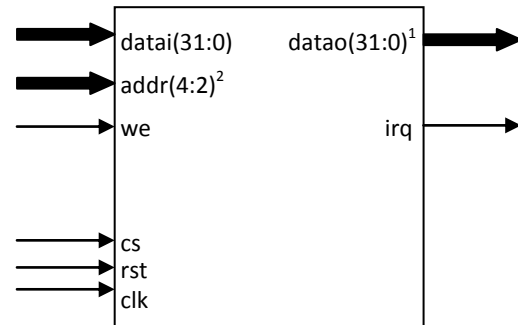 datai(31:0) datao(31:0)¹
addr(4:2)²
we irq
cs
rst
clk